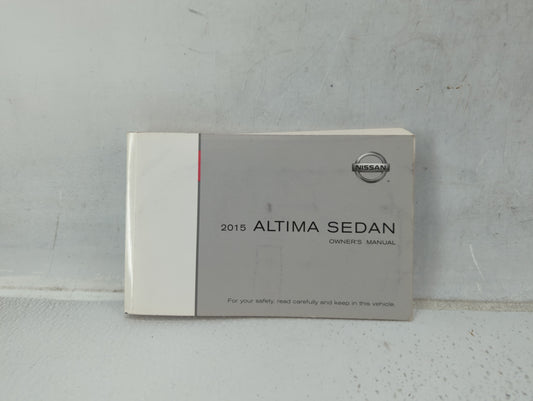 NISSAN
2015 ALTIMA SEDAN
OWNER'S MANUAL
For your safety, read carefully and keep in this vehicle.